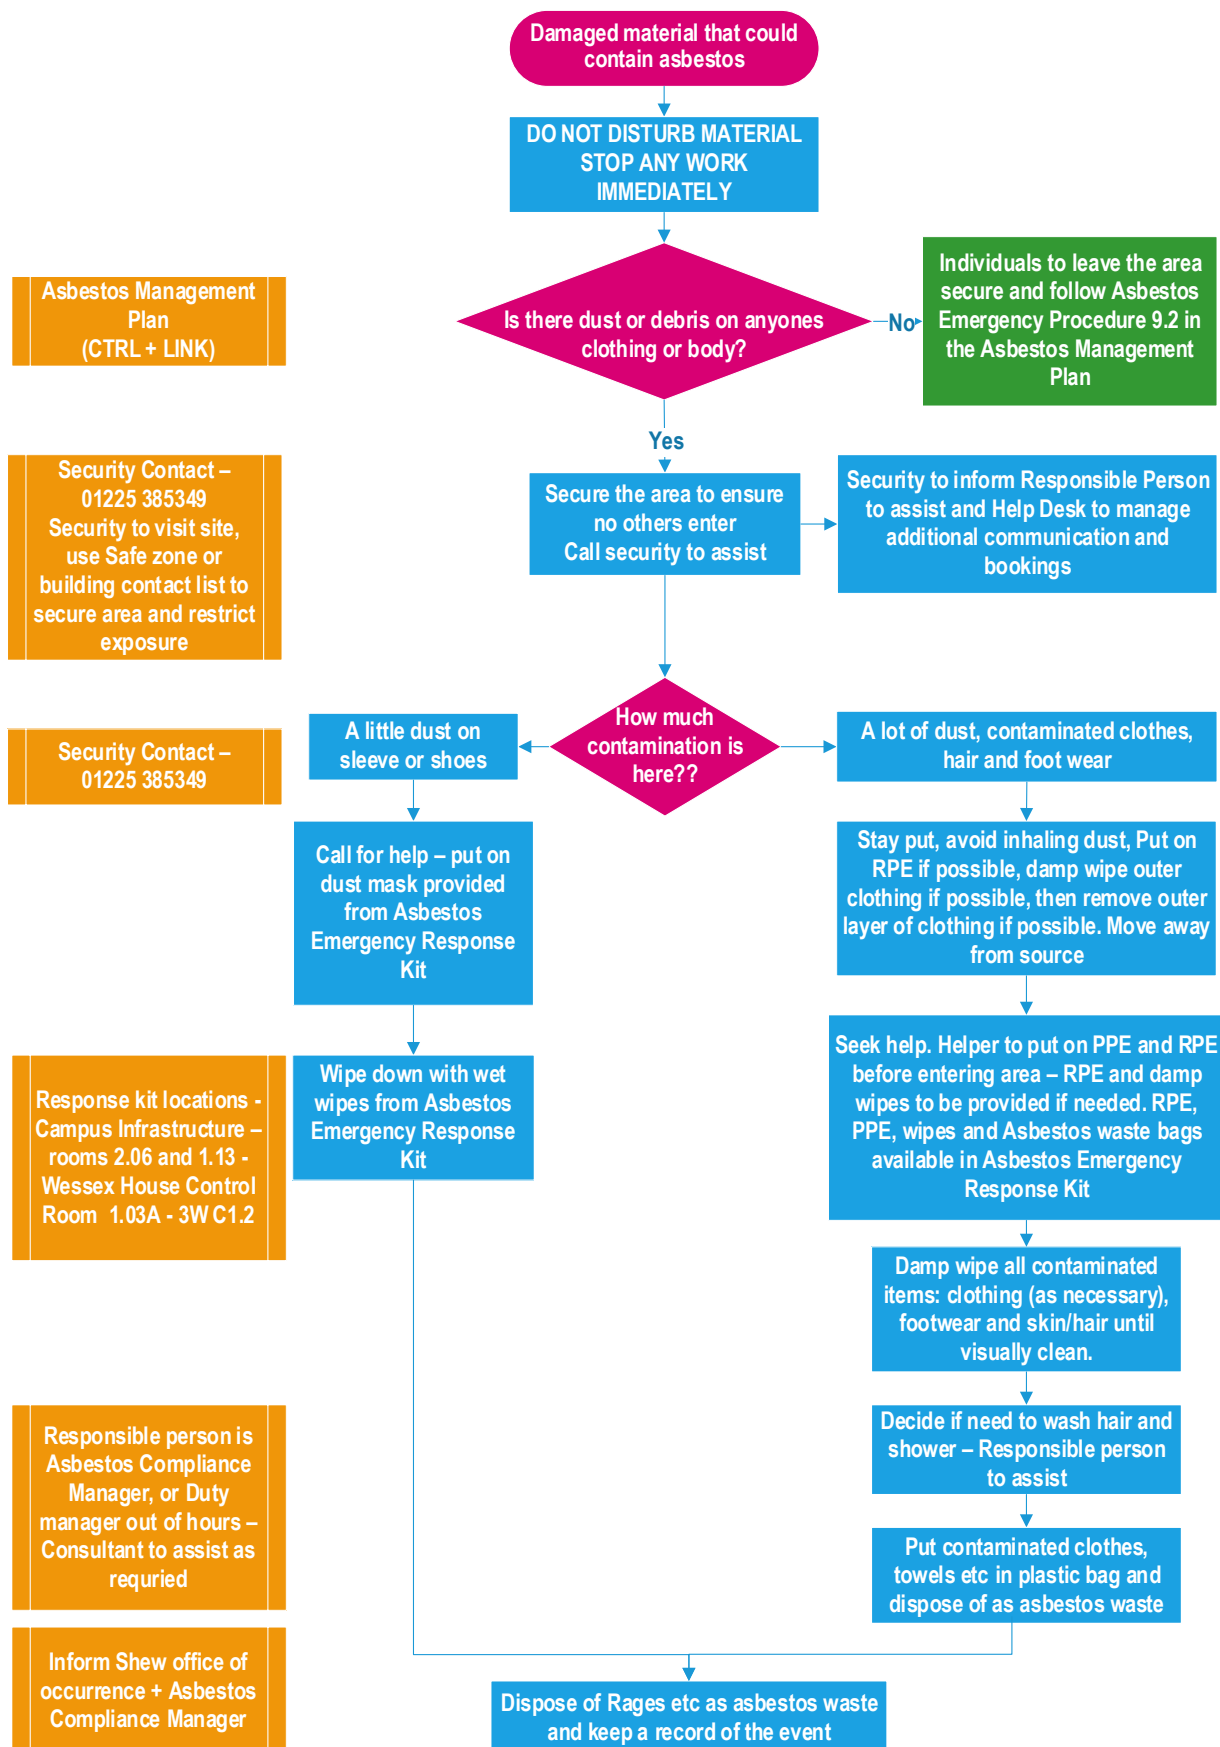 Damaged material that could
contain asbestos
DO NOT DISTURB MATERIAL
STOP ANY WORK
IMMEDIATELY
Asbestos Management
Plan
(CTRL + LINK)
Is there dust or debris on anyones
clothing or body?
No
Individuals to leave the area
secure and follow Asbestos
Emergency Procedure 9.2 in
the Asbestos Management
Plan
Yes
Security Contact –
01225 385349
Security to visit site,
use Safe zone or
building contact list to
secure area and restrict
exposure
Secure the area to ensure
no others enter
Call security to assist
Security to inform Responsible Person
to assist and Help Desk to manage
additional communication and
bookings
Security Contact –
01225 385349
A little dust on
sleeve or shoes
How much
contamination is
here??
A lot of dust, contaminated clothes,
hair and foot wear
Call for help – put on
dust mask provided
from Asbestos
Emergency Response
Kit
Stay put, avoid inhaling dust, Put on
RPE if possible, damp wipe outer
clothing if possible, then remove outer
layer of clothing if possible. Move away
from source
Response kit locations -
Campus Infrastructure –
rooms 2.06 and 1.13 -
Wessex House Control
Room 1.03A - 3W C1.2
Wipe down with wet
wipes from Asbestos
Emergency Response
Kit
Seek help. Helper to put on PPE and RPE
before entering area – RPE and damp
wipes to be provided if needed. RPE,
PPE, wipes and Asbestos waste bags
available in Asbestos Emergency
Response Kit
Damp wipe all contaminated
items: clothing (as necessary),
footwear and skin/hair until
visually clean.
Responsible person is
Asbestos Compliance
Manager, or Duty
manager out of hours –
Consultant to assist as
requried
Decide if need to wash hair and
shower – Responsible person
to assist
Put contaminated clothes,
towels etc in plastic bag and
dispose of as asbestos waste
Inform Shew office of
occurrence + Asbestos
Compliance Manager
Dispose of Rages etc as asbestos waste
and keep a record of the event